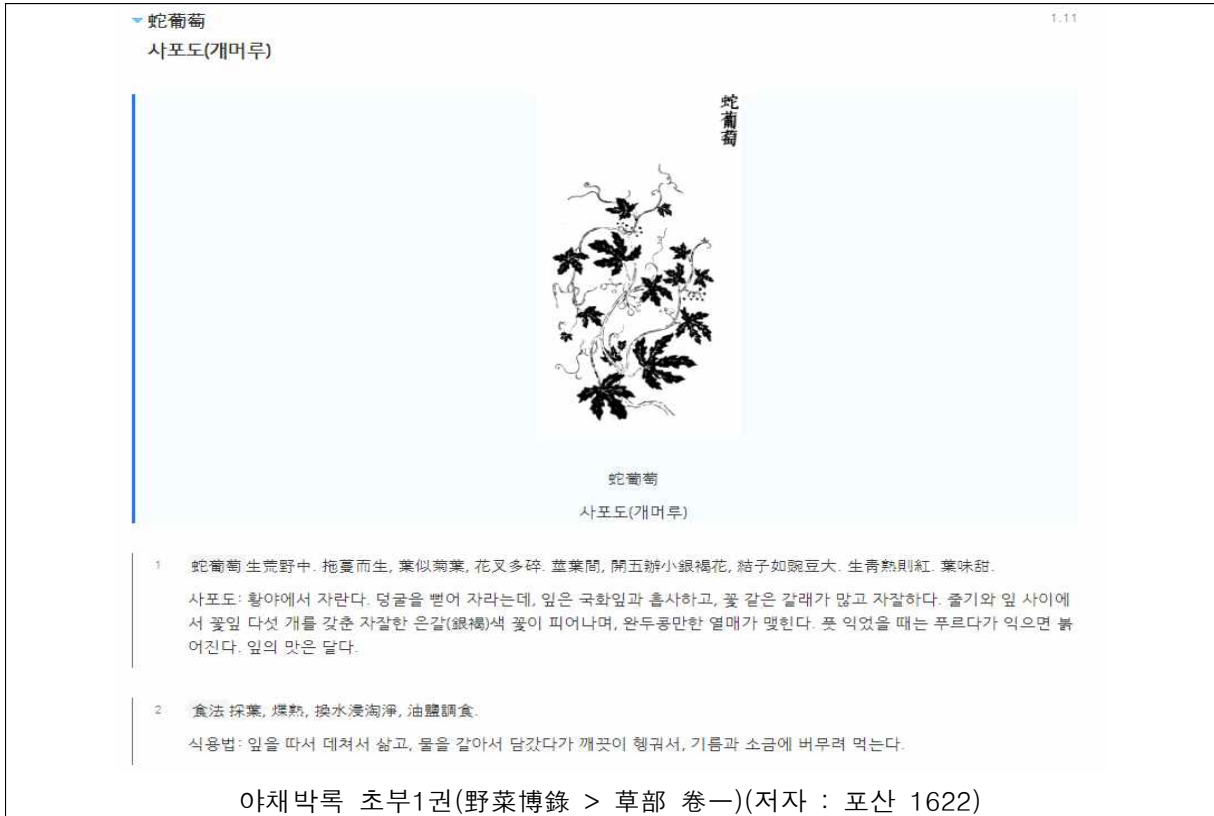 蛇葡萄
1.11
사포도(개머루)
蛇葡萄
蛇葡萄
사포도(개머루)
1 蛇葡萄 生荒野中. 拖蔓而生, 葉似菊葉, 花叉多碎. 莖葉間, 開五瓣小銀褐花, 結子如豌豆大. 生靑熟則紅. 葉味甜.
사포도: 황야에서 자란다. 덩굴을 뻗어 자라는데, 잎은 국화잎과 흡사하고, 꽃 같은 갈래가 많고 자잘하다. 줄기와 잎 사이에
서 꽃잎 다섯 개를 갖춘 자잘한 은갈(銀褐)색 꽃이 피어나며, 완두콩만한 열매가 맺힌다. 풋 익었을 때는 푸르다가 익으면 붉
어진다. 잎의 맛은 달다.
2 食法 採葉, 煠熟, 換水浸淘淨, 油鹽調食.
식용법: 잎을 따서 데쳐서 삶고, 물을 갈아서 담갔다가 깨끗이 헹궈서, 기름과 소금에 버무려 먹는다.
야채박록 초부1권(野菜博錄 > 草部 卷一)(저자 : 포산 1622)